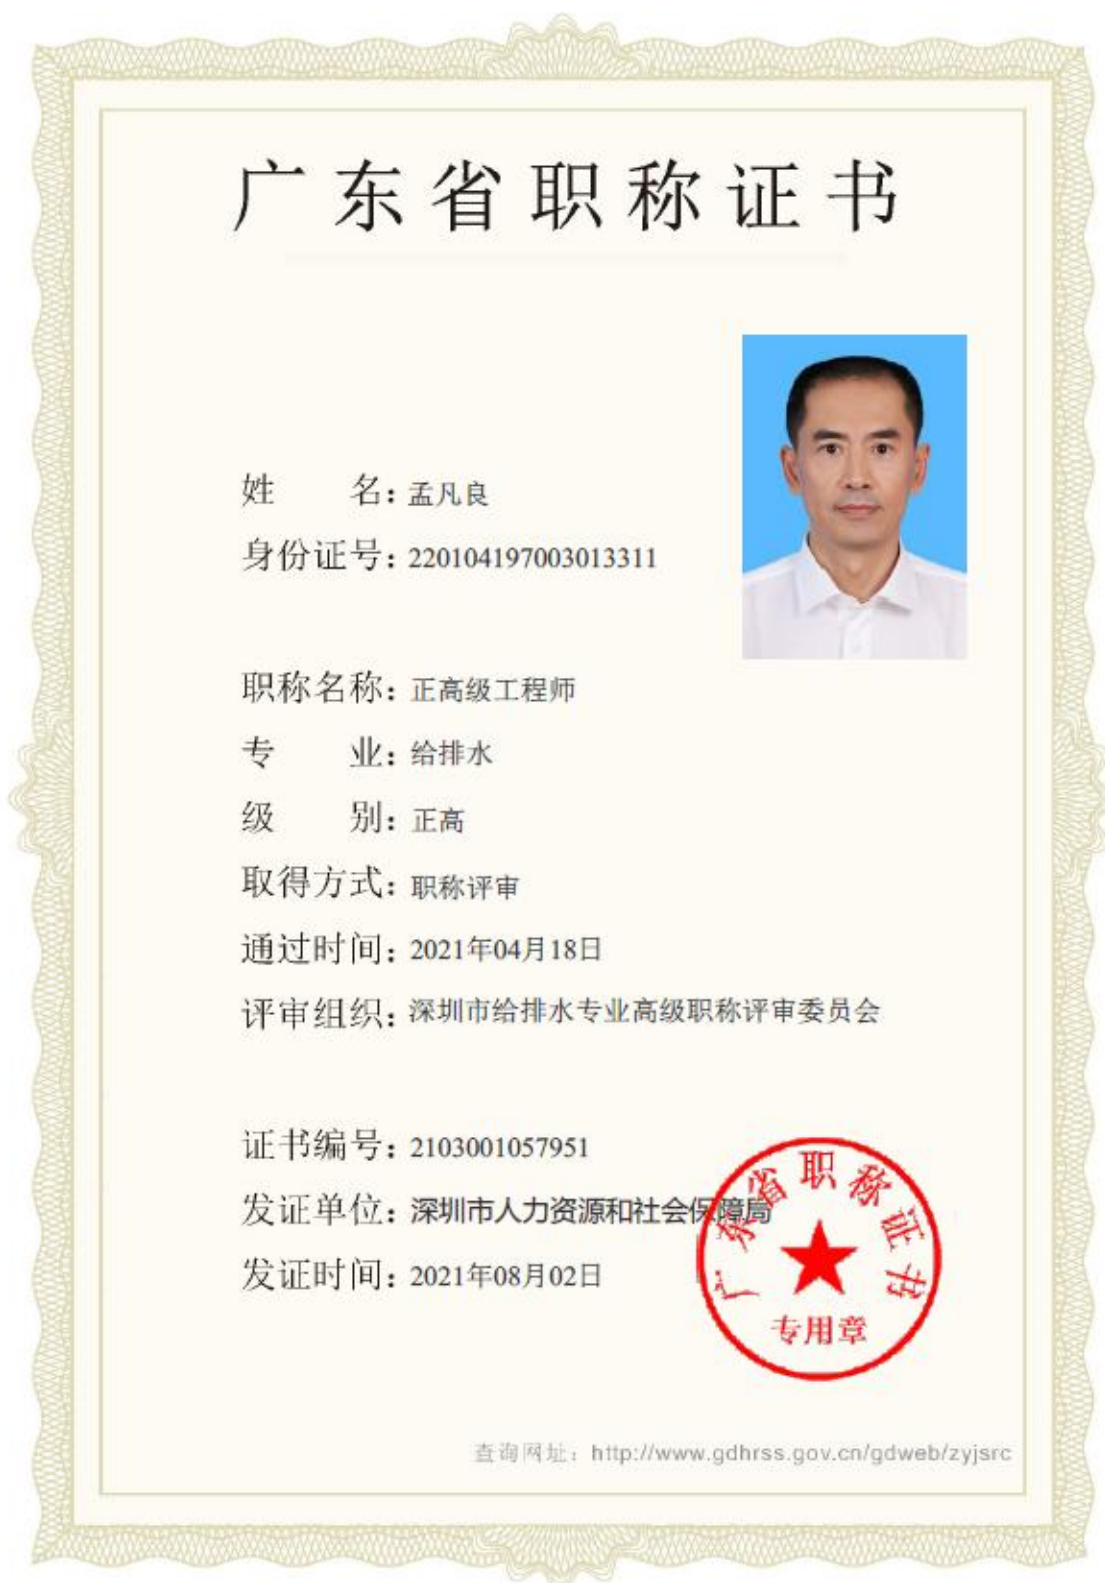 广东省职称证书
姓 名：孟凡良
身份证号：220104197003013311
职称名称：正高级工程师
专 业：给排水
级 别：正高
取得方式：职称评审
通过时间：2021年04月18日
评审组织：深圳市给排水专业高级职称评审委员会
证书编号：2103001057951
发证单位：深圳市人力资源和社会保障局
发证时间：2021年08月02日
广东省职称证书
专用章
查询网址：http://www.gdhrss.gov.cn/gdweb/zyjsrc